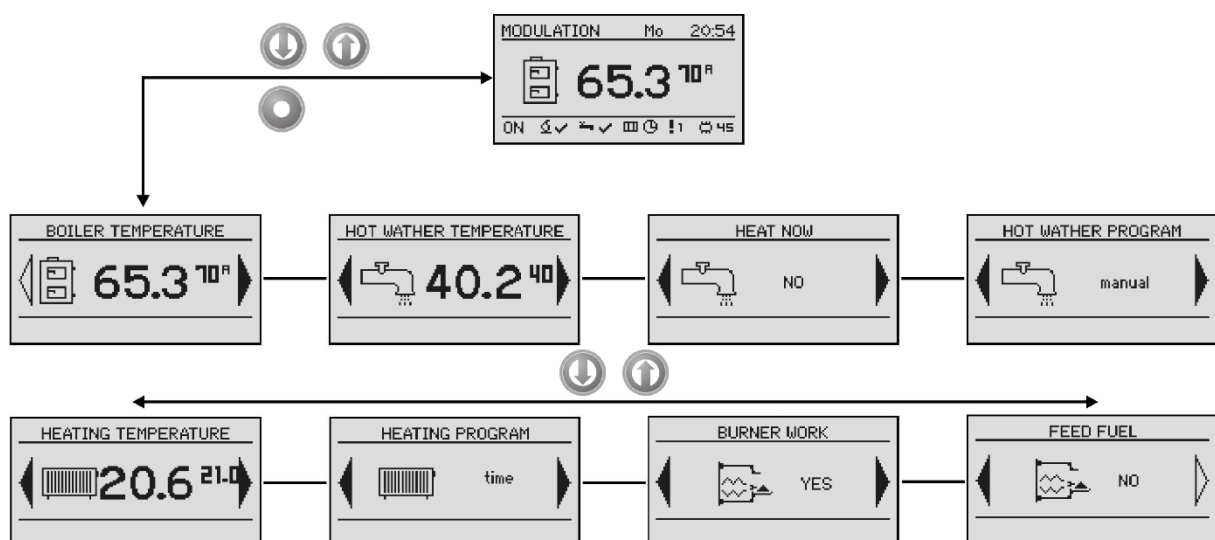 MODULATION Mo 20:54
65.3 70 A
ON 1 45
BOILER TEMPERATURE
65.3 70 A
HOT WATHER TEMPERATURE
40.2 40
HEAT NOW
NO
HOT WATHER PROGRAM
manual
HEATING TEMPERATURE
20.6 21.0
HEATING PROGRAM
time
BURNER WORK
YES
FEED FUEL
NO